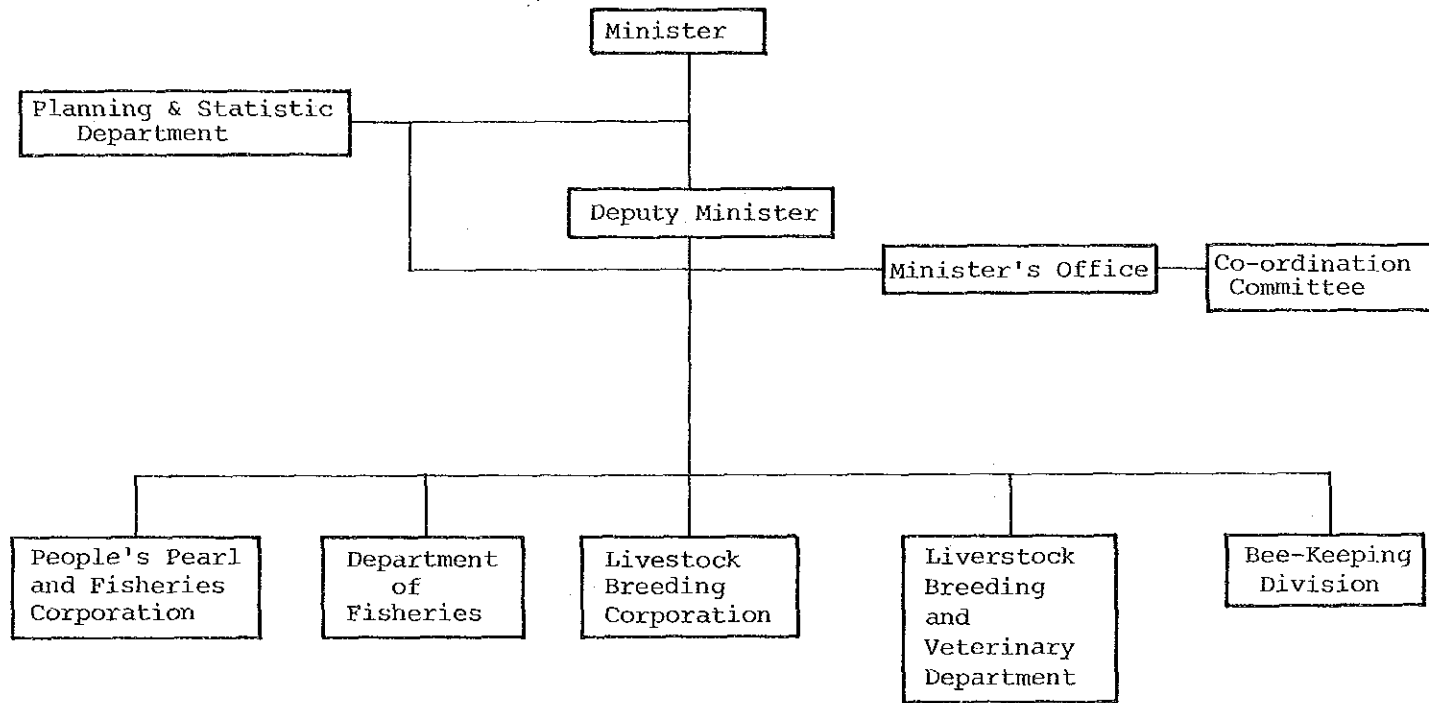 Minister
Planning & Statistic
Department
Deputy Minister
Minister's Office
Co-ordination
Committee
People's Pearl
and Fisheries
Corporation
Department
of
Fisheries
Livestock
Breeding
Corporation
Liverstock
Breeding
and
Veterinary
Department
Bee-Keeping
Division